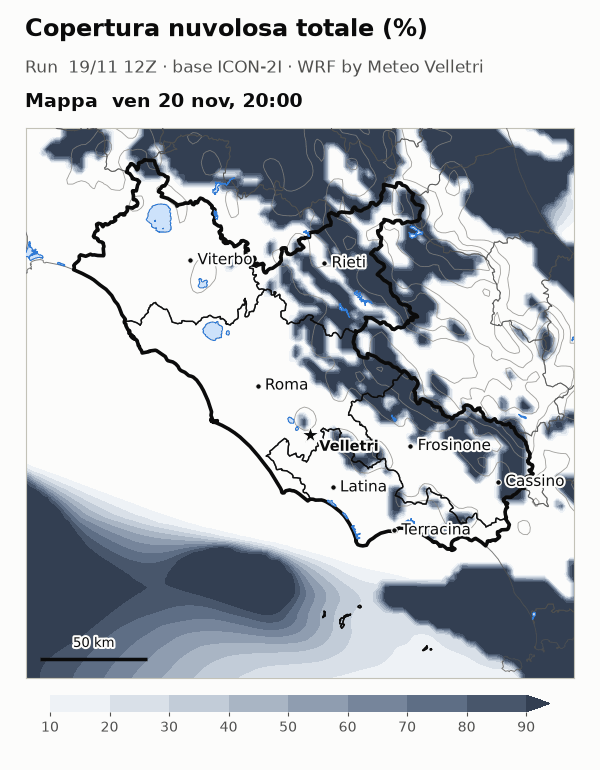 Copertura nuvolosa totale (%)
Run  19/11 12Z · base ICON-2I · WRF by Meteo Velletri
Mappa  ven 20 nov, 20:00
Viterbo
Rieti
Roma
Velletri
Frosinone
Latina
Cassino
Terracina
50 km
10 20 30 40 50 60 70 80 90